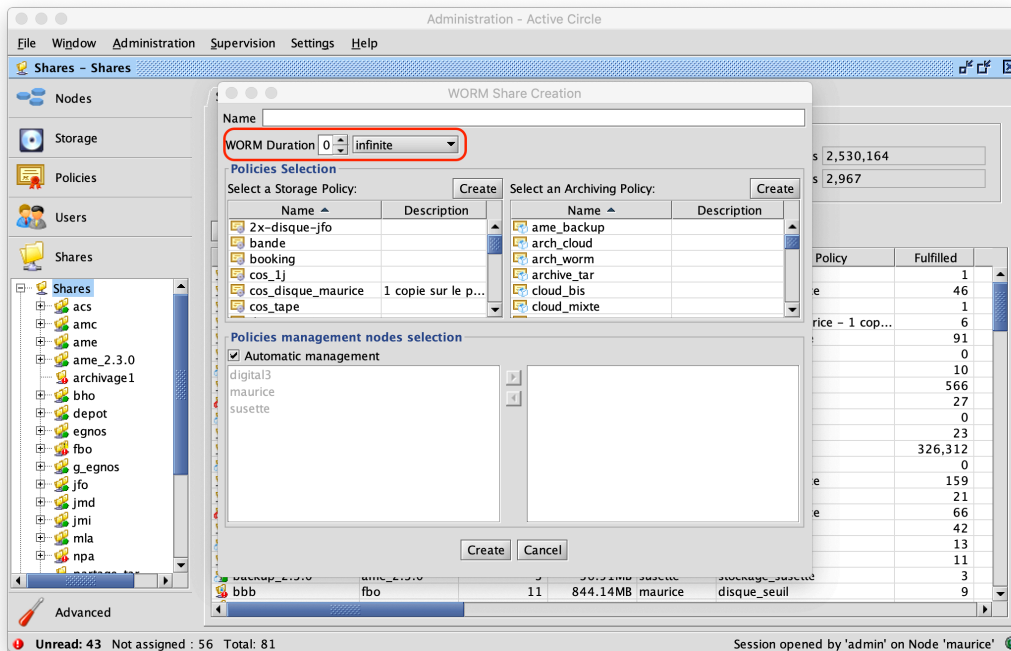 Administration - Active Circle
File Window Administration Supervision Settings Help
Shares - Shares
Nodes
Storage
Policies
Users
Shares
Shares
acs
amc
ame
ame_2.3.0
archivage1
bho
depot
egnos
fbo
g_egnos
jfo
jmd
jmi
mla
npa
Advanced
WORM Share Creation
Name
WORM Duration 0 infinite
Policies Selection
Select a Storage Policy: Create
Name Description
2x-disque-jfo
bande
booking
cos_1j
cos_disque_maurice 1 copie sur le p...
cos_tape
Select an Archiving Policy: Create
Name Description
ame_backup
arch_cloud
arch_worm
archive_tar
cloud_bis
cloud_mixte
Policies management nodes selection
Automatic management
digital3
maurice
susette
Create Cancel
2,530,164
2,967
Policy Fulfilled
1
46
1
rice - 1 cop... 6
91
0
10
566
27
0
23
326,312
0
159
21
66
42
13
11
3
bbb fbo 11 844.14MB maurice disque_seuil 9
Unread: 43 Not assigned : 56 Total: 81
Session opened by 'admin' on Node 'maurice'